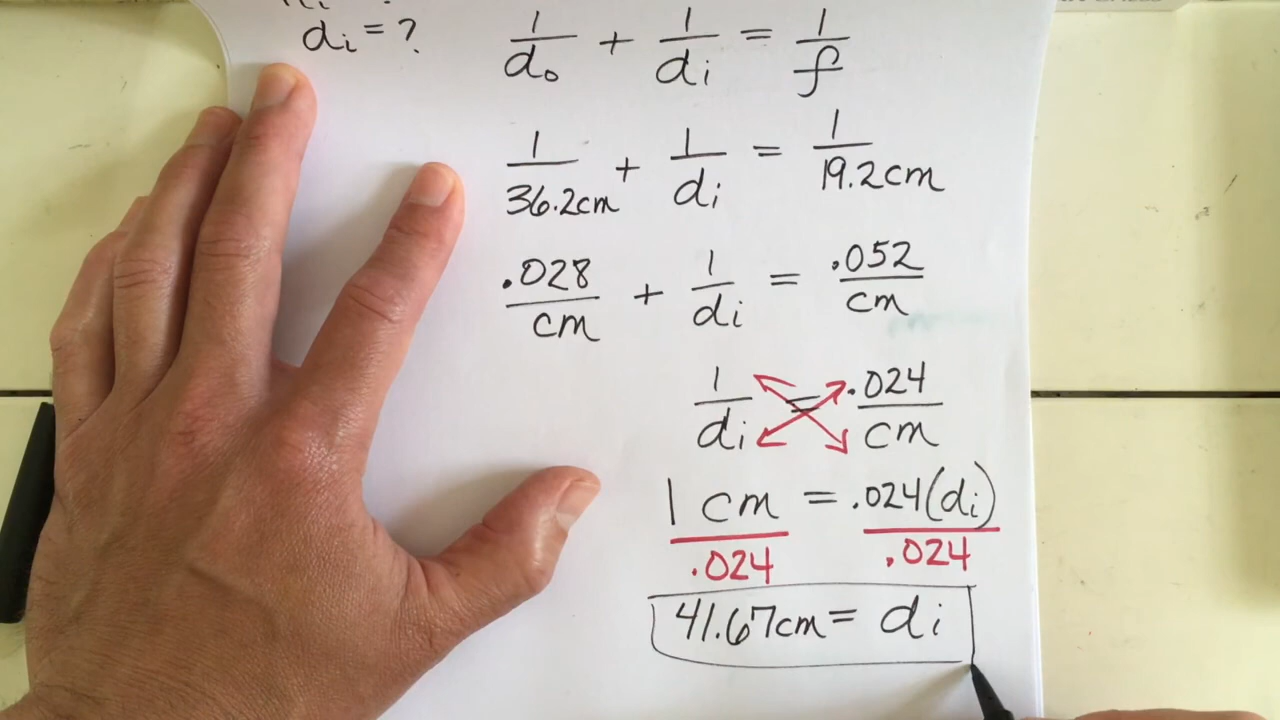 di = ?
1/do + 1/di = 1/f
1/36.2cm + 1/di = 1/19.2cm
.028/cm + 1/di = .052/cm
1/di = .024/cm
1 cm = .024(di)
.024 .024
41.67cm = di